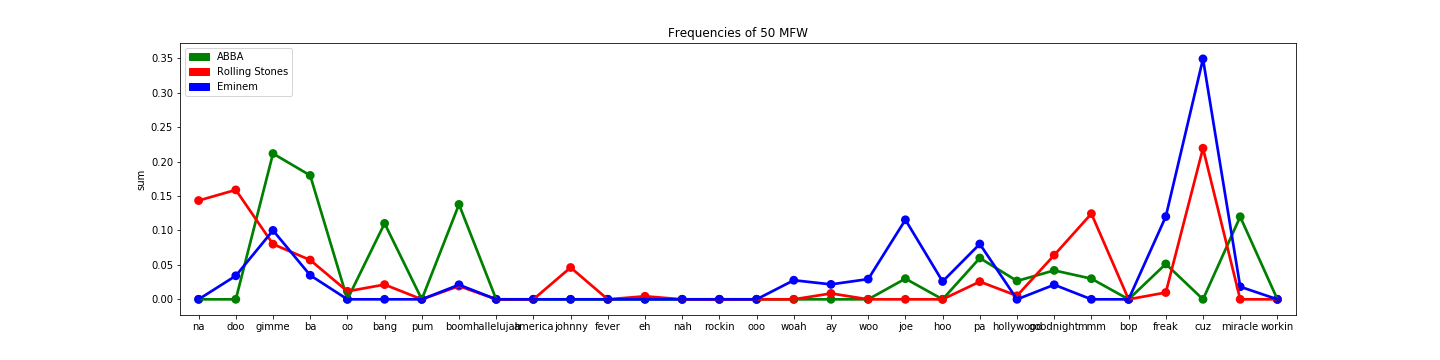 Frequencies of 50 MFW
ABBA
Rolling Stones
Eminem
sum
0.35
0.30
0.25
0.20
0.15
0.10
0.05
0.00
na doo gimme ba oo bang pum boom hallelujah america johnny fever eh nah rockin ooo woah ay woo joe hoo pa hollywood goodnight mmm bop freak cuz miracle workin